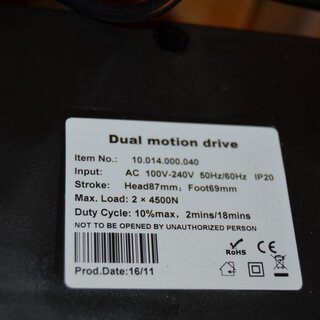 Dual motion drive
Item No.: 10.014.000.040
Input: AC 100V-240V 50Hz/60Hz IP20
Stroke: Head87mm; Foot69mm
Max. Load: 2 × 4500N
Duty Cycle: 10%max, 2mins/18mins
NOT TO BE OPENED BY UNAUTHORIZED PERSON
RoHS
Prod.Date:16/11
CE